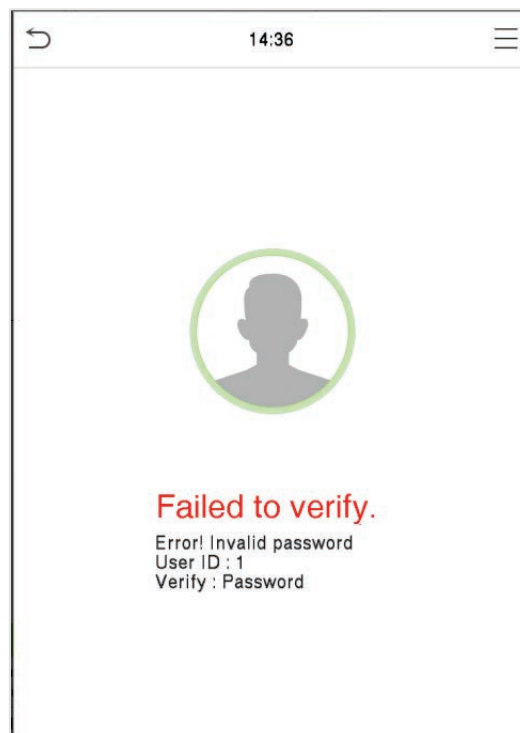 14:36
Failed to verify.
Error! Invalid password
User ID : 1
Verify : Password